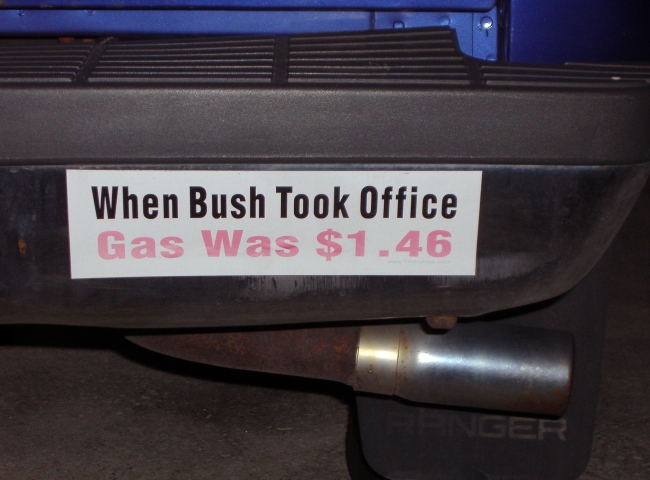 When Bush Took Office
Gas Was $1.46
RANGER